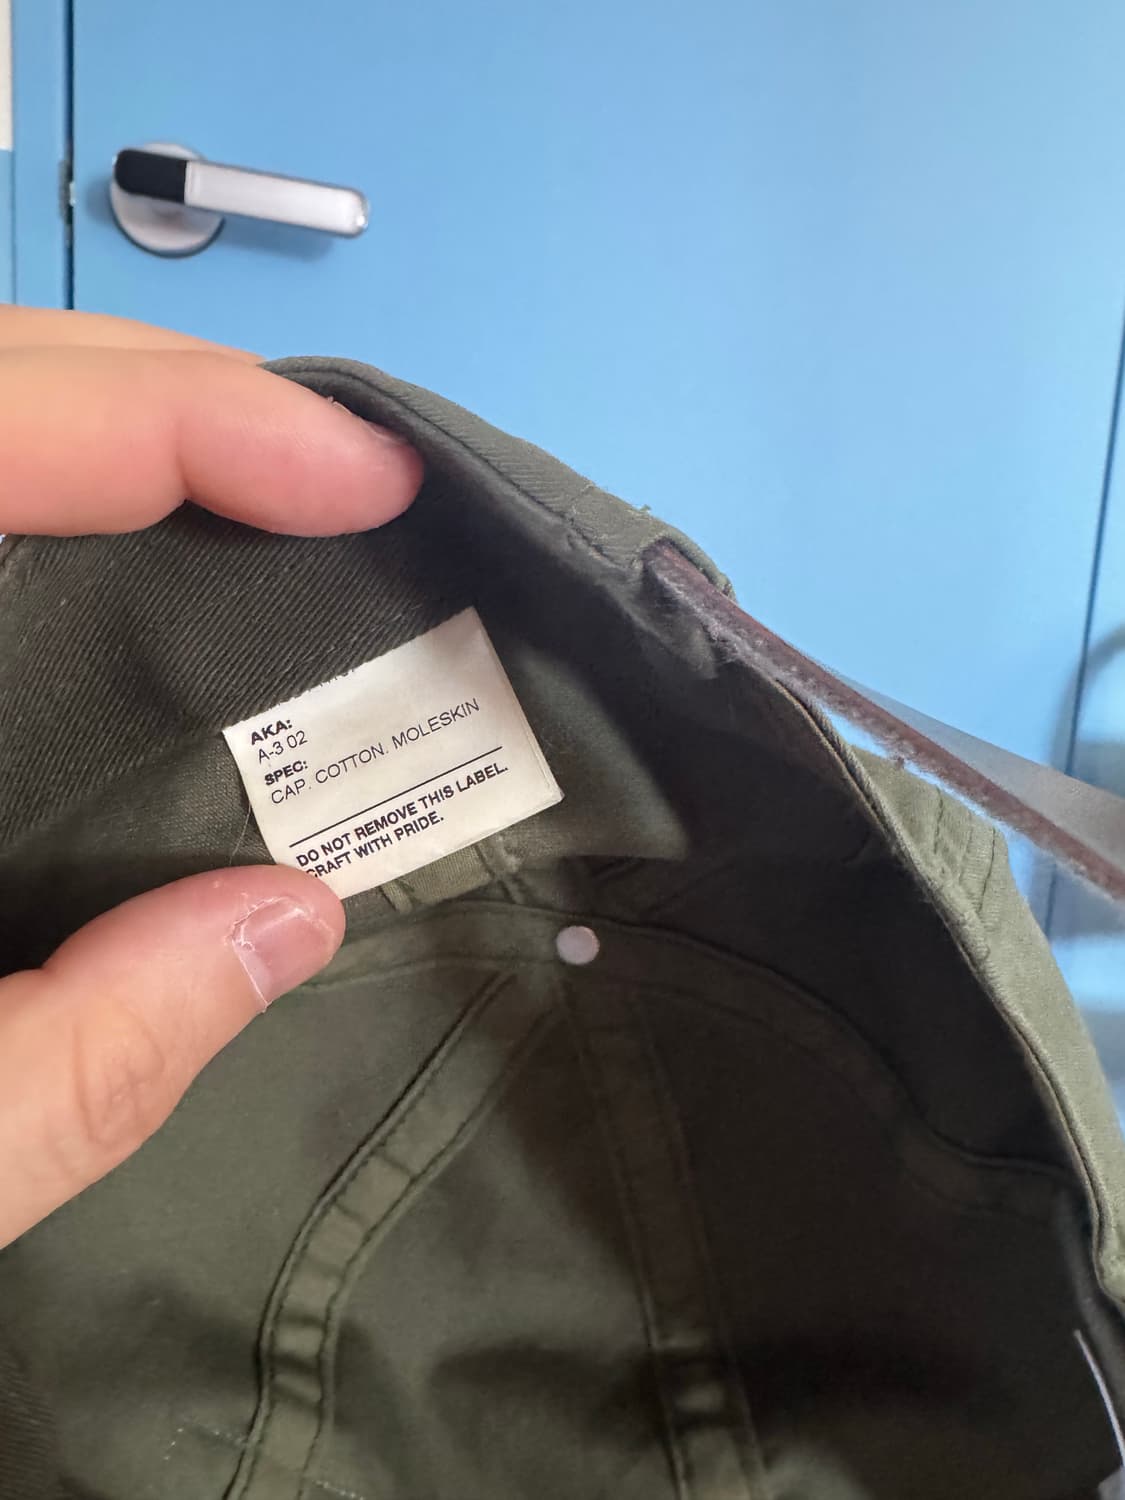 AKA:
A-3 02
SPEC:
CAP. COTTON. MOLESKIN
DO NOT REMOVE THIS LABEL.
CRAFT WITH PRIDE.